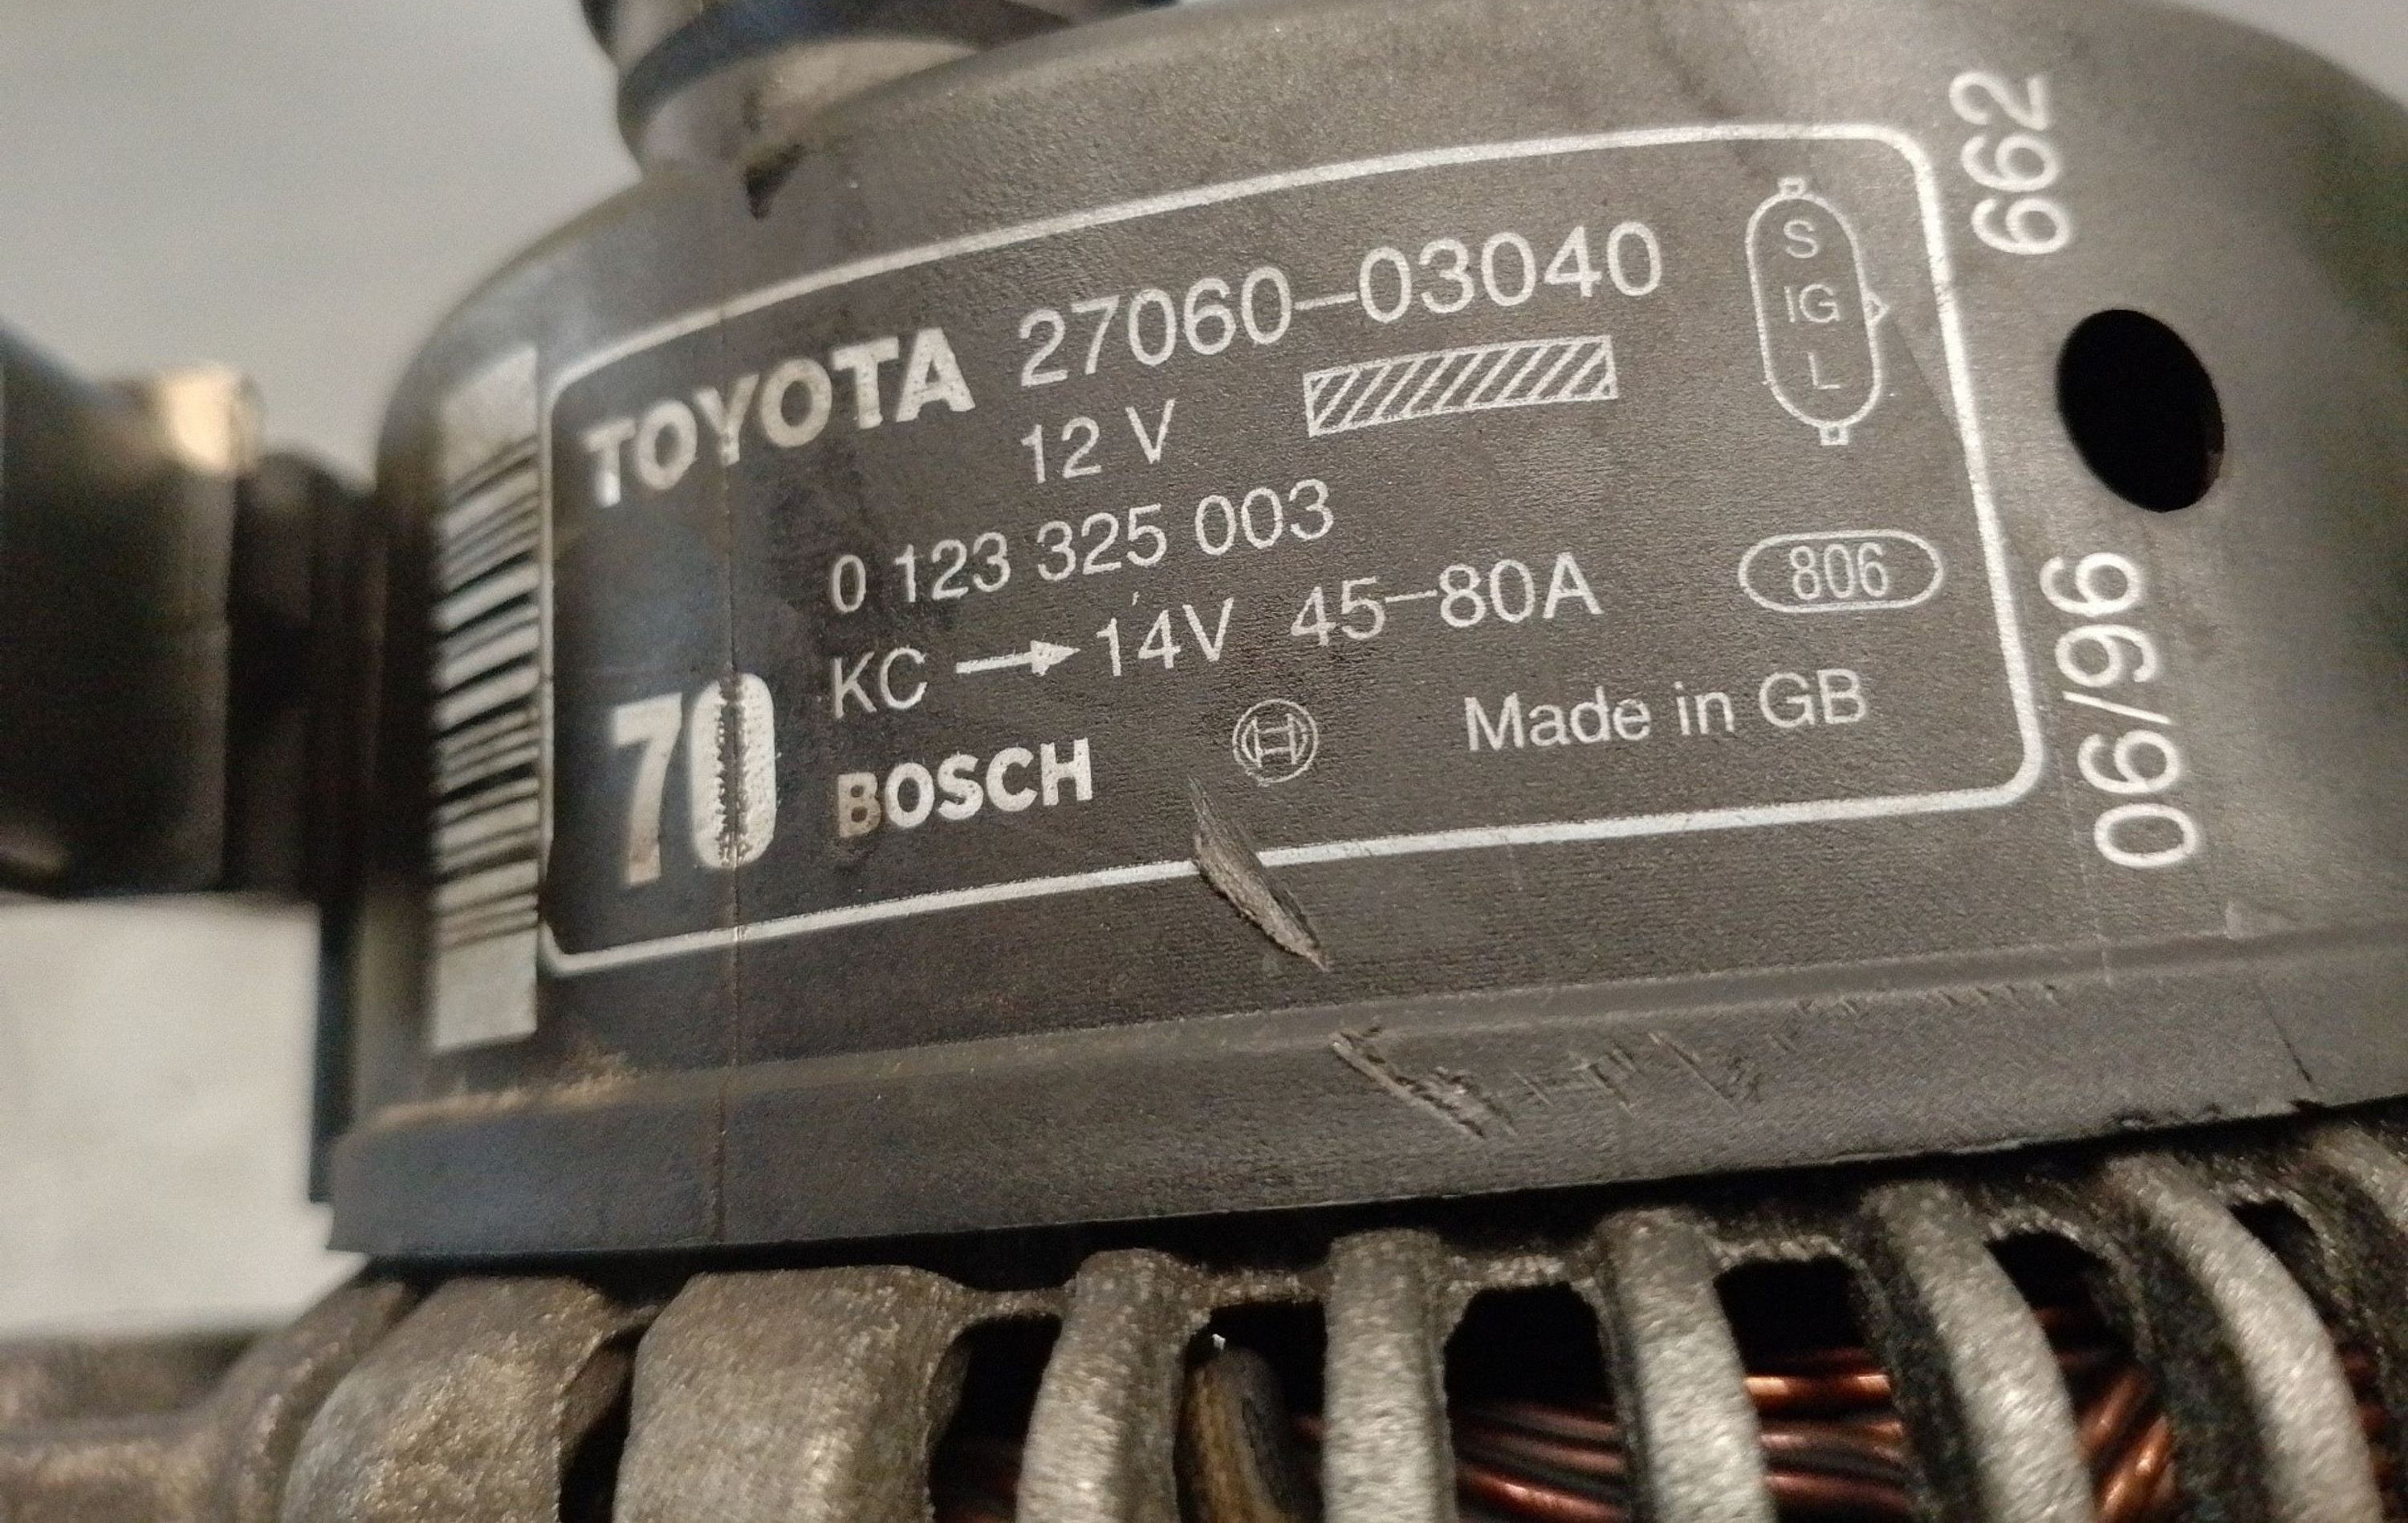 TOYOTA 27060-03040
12 V
0 123 325 003
KC → 14V 45-80A
70
BOSCH
Made in GB
S
IG
L
806
662
06/96